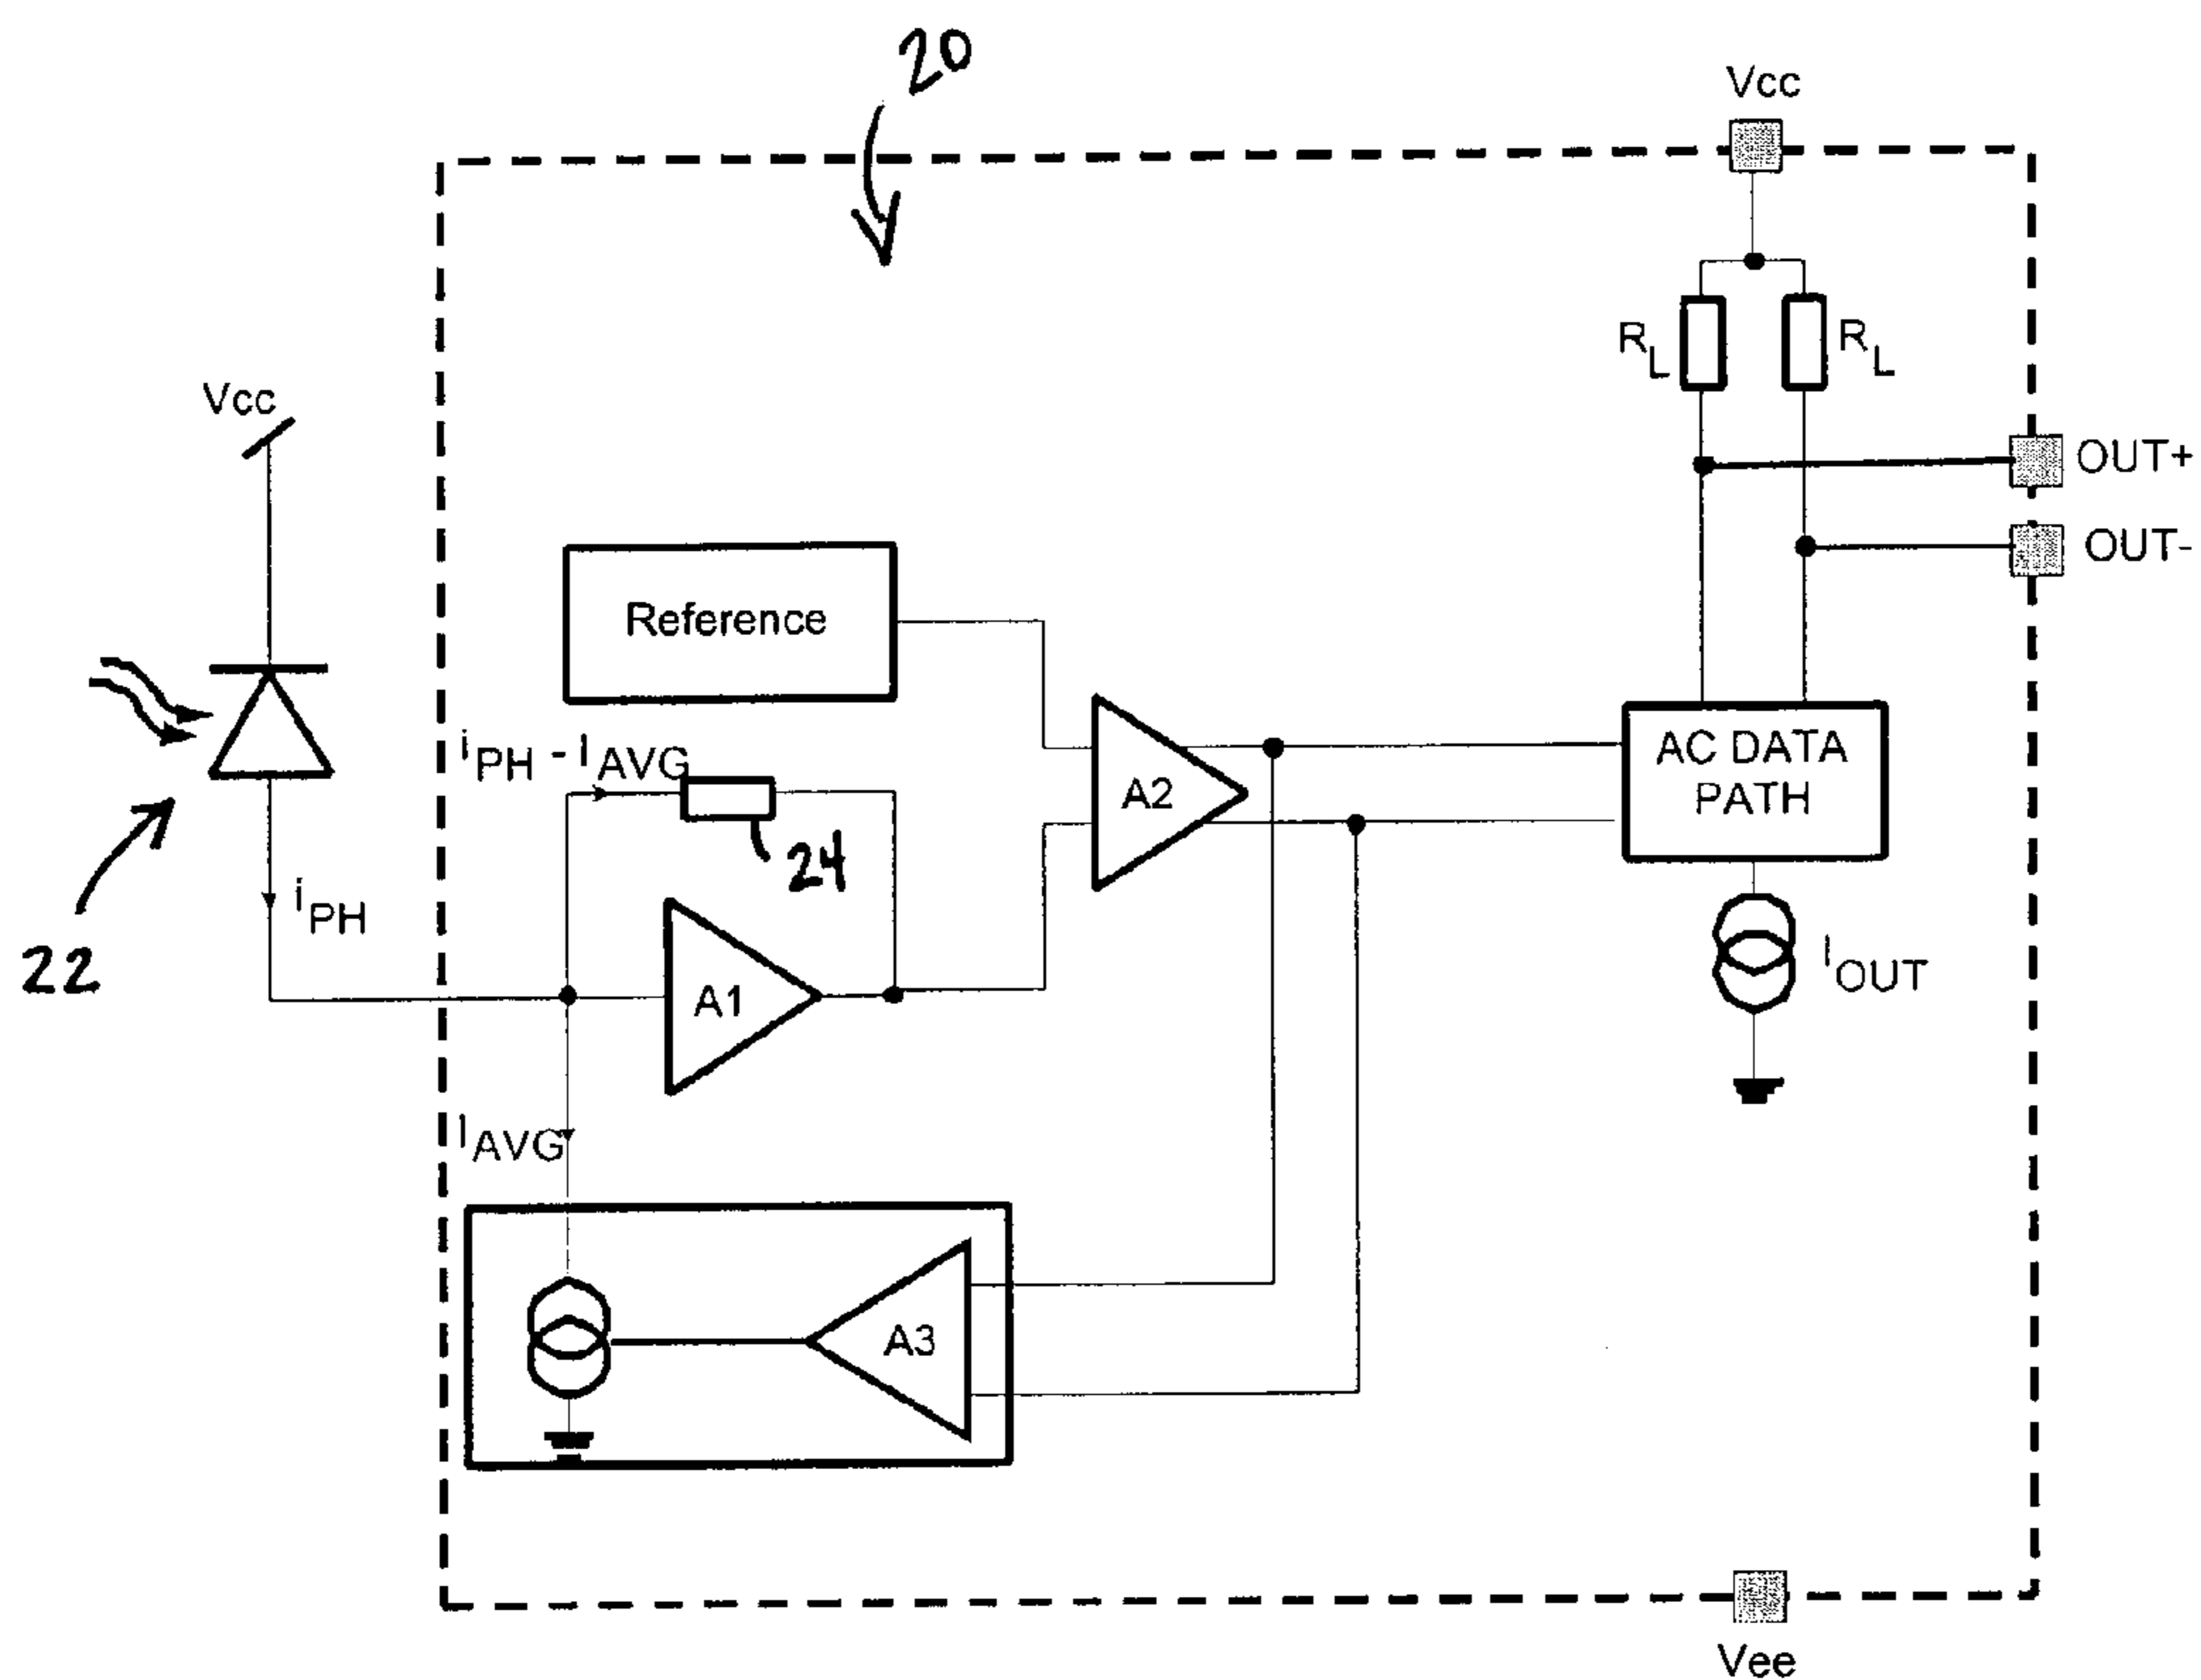 20
Vcc
Vcc
RL
RL
OUT+
OUT-
Reference
iPH - IAVG
A2
AC DATA
PATH
24
iPH
22
A1
IOUT
IAVG
A3
Vee